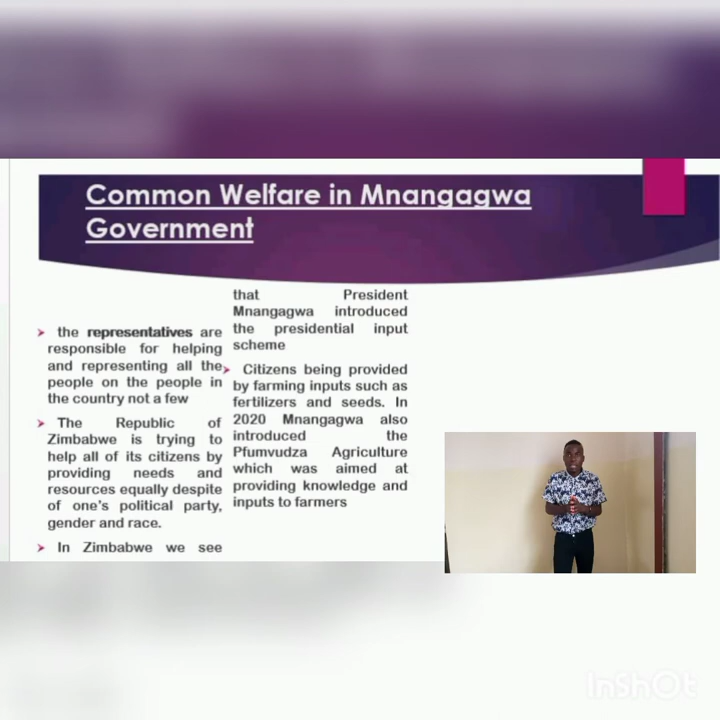 Common Welfare in Mnangagwa
Government
the representatives are
responsible for helping
and representing all the
people on the people in
the country not a few
The Republic of
Zimbabwe is trying to
help all of its citizens by
providing needs and
resources equally despite
of one's political party,
gender and race.
In Zimbabwe we see
that President
Mnangagwa introduced
the presidential input
scheme
Citizens being provided
by farming inputs such as
fertilizers and seeds. In
2020 Mnangagwa also
introduced the
Pfumvudza Agriculture
which was aimed at
providing knowledge and
inputs to farmers
InShOt